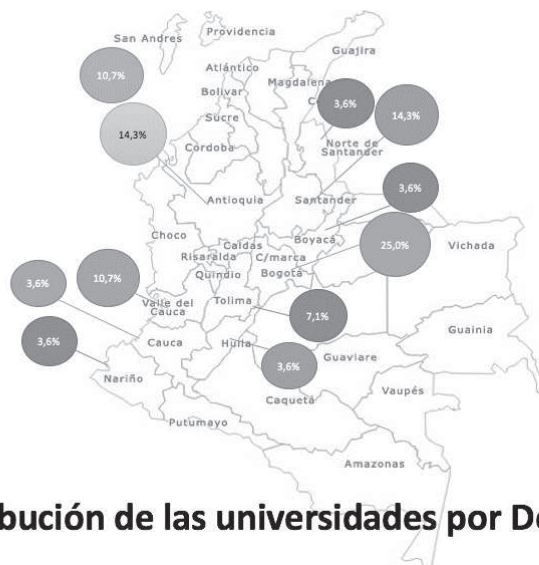 Providencia
San Andres
Guajira
10,7%
Atlántico
Magdalena
Bolivar
C
3,6%
14,3%
Sucre
14,3%
Cordoba
Norte de
Santander
3,6%
Antioquia
Santander
Choco
Boyacá
25,0%
Vichada
Caldas
Risaralda
C/marca
Quindio
Bogotá
3,6%
10,7%
Valle del
Cauca
Tolima
7,1%
Guainia
3,6%
Cauca
Huila
Guaviare
3,6%
Nariño
Caquetá
Vaupés
Putumayo
Amazonas
bución de las universidades por De